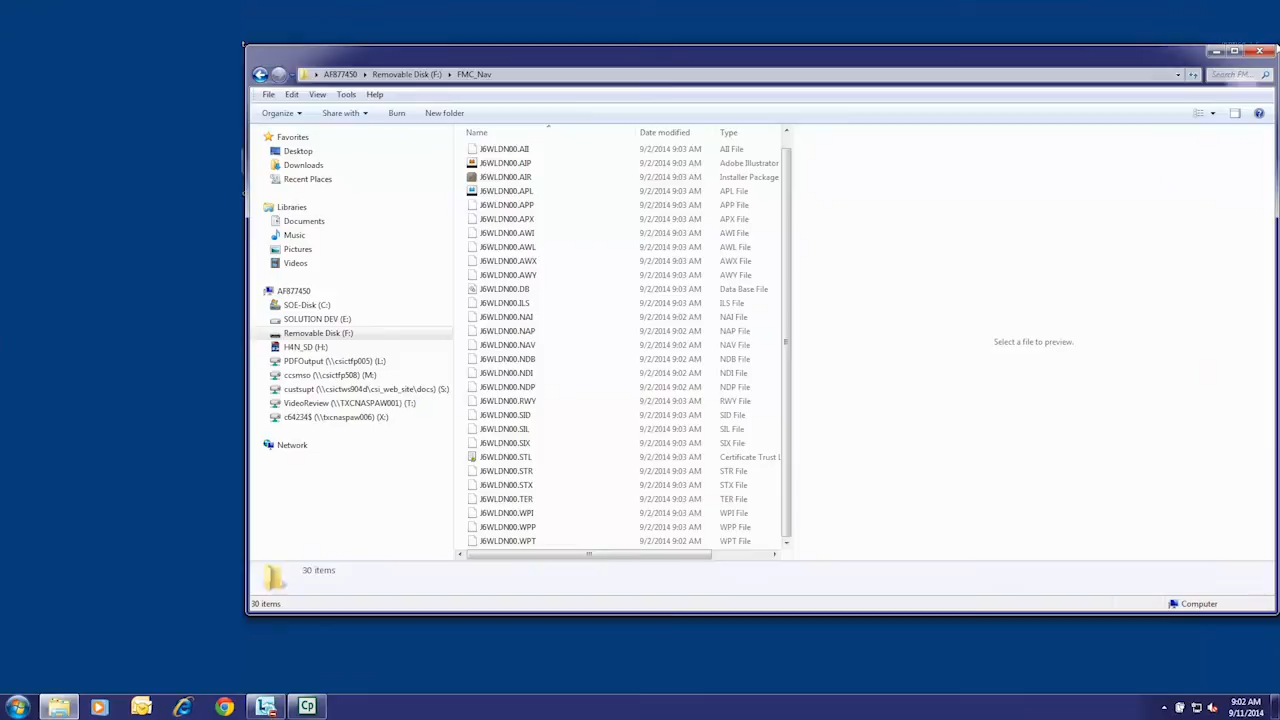 AF877450 Removable Disk (F:) FMC_Nav
File Edit View Tools Help
Organize Share with Burn New folder
Name Date modified Type
Favorites
Desktop
Downloads
Recent Places
Libraries
Documents
Music
Pictures
Videos
AF877450
SOE-Disk (C:)
SOLUTION DEV (E:)
Removable Disk (F:)
H4N_SD (H:)
PDFOutput (\\csictfp005) (L:)
ccsmso (\\csictfp508) (M:)
custsupt (\\csictws904d\csi_web_site\docs) (S:)
VideoReview (\\TXCNASPAW001) (T:)
c64234$ (\\txcnaspaw006) (X:)
Network
J6WLDN00.AII 9/2/2014 9:03 AM AII File
J6WLDN00.AIP 9/2/2014 9:03 AM Adobe Illustrator
J6WLDN00.AIR 9/2/2014 9:03 AM Installer Package
J6WLDN00.APL 9/2/2014 9:03 AM APL File
J6WLDN00.APP 9/2/2014 9:03 AM APP File
J6WLDN00.APX 9/2/2014 9:03 AM APX File
J6WLDN00.AWI 9/2/2014 9:03 AM AWI File
J6WLDN00.AWL 9/2/2014 9:03 AM AWL File
J6WLDN00.AWX 9/2/2014 9:03 AM AWX File
J6WLDN00.AWY 9/2/2014 9:03 AM AWY File
J6WLDN00.DB 9/2/2014 9:03 AM Data Base File
J6WLDN00.ILS 9/2/2014 9:03 AM ILS File
J6WLDN00.NAI 9/2/2014 9:02 AM NAI File
J6WLDN00.NAP 9/2/2014 9:02 AM NAP File
J6WLDN00.NAV 9/2/2014 9:02 AM NAV File
J6WLDN00.NDB 9/2/2014 9:02 AM NDB File
J6WLDN00.NDI 9/2/2014 9:02 AM NDI File
J6WLDN00.NDP 9/2/2014 9:02 AM NDP File
J6WLDN00.RWY 9/2/2014 9:03 AM RWY File
J6WLDN00.SID 9/2/2014 9:03 AM SID File
J6WLDN00.SIL 9/2/2014 9:03 AM SIL File
J6WLDN00.SIX 9/2/2014 9:03 AM SIX File
J6WLDN00.STL 9/2/2014 9:03 AM Certificate Trust L
J6WLDN00.STR 9/2/2014 9:03 AM STR File
J6WLDN00.STX 9/2/2014 9:03 AM STX File
J6WLDN00.TER 9/2/2014 9:03 AM TER File
J6WLDN00.WPI 9/2/2014 9:03 AM WPI File
J6WLDN00.WPP 9/2/2014 9:03 AM WPP File
J6WLDN00.WPT 9/2/2014 9:02 AM WPT File
Select a file to preview.
30 items
30 items Computer
Cp
9:02 AM
9/11/2014